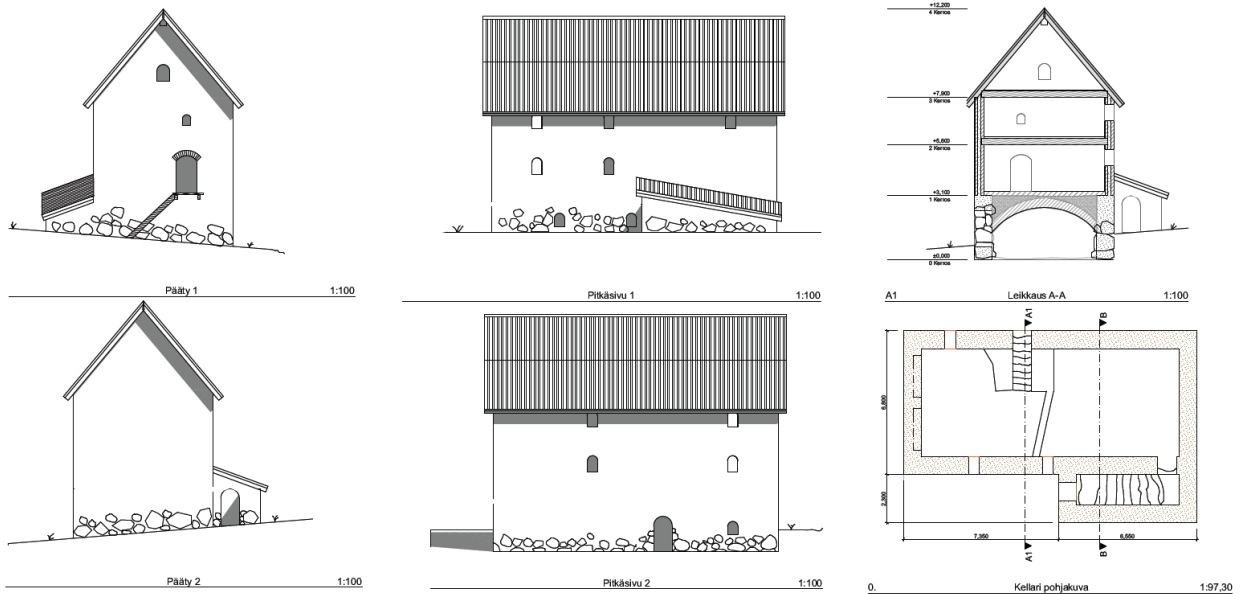 Pääty 1 1:100
Pitkäsivu 1 1:100
+12,200
4 Kerros
+7,900
3 Kerros
+5,600
2 Kerros
+3,100
1 Kerros
±0,000
0 Kerros
A1 Leikkaus A-A 1:100
Pääty 2 1:100
Pitkäsivu 2 1:100
A1
B
6,800
2,300
7,350
6,550
A1
B
0. Kellari pohjakuva 1:97,30